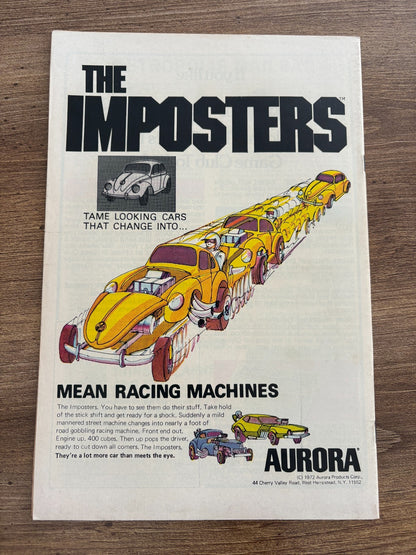 THE
IMPOSTERS™
TAME LOOKING CARS
THAT CHANGE INTO...
MEAN RACING MACHINES
The Imposters. You have to see them do their stuff. Take hold
of the stick shift and get ready for a shock. Suddenly a mild
mannered street machine changes into nearly a foot of
road gobbling racing machine. Front end out.
Engine up. 400 cubes. Then up pops the driver,
ready to cut down all comers. The Imposters.
They're a lot more car than meets the eye.
AURORA
(C) 1972 Aurora Products Corp.,
44 Cherry Valley Road, West Hempstead, N.Y. 11552